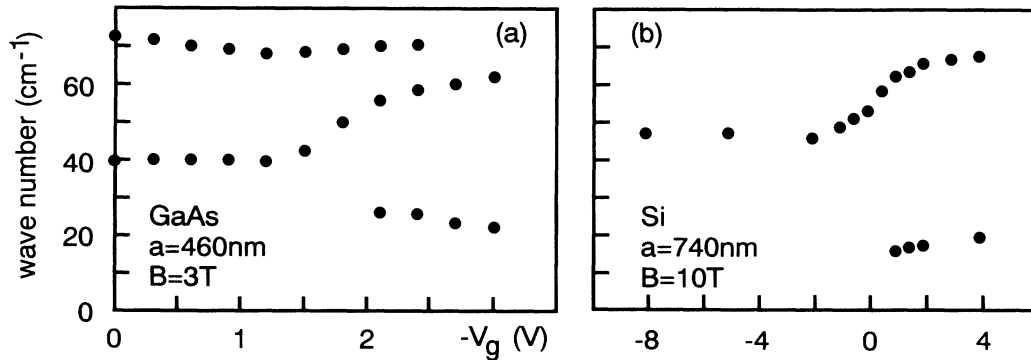 (a)
(b)
wave number (cm⁻¹)
60
40
20
0
GaAs
a=460nm
B=3T
Si
a=740nm
B=10T
0
1
2
-Vg (V)
-8
-4
0
4